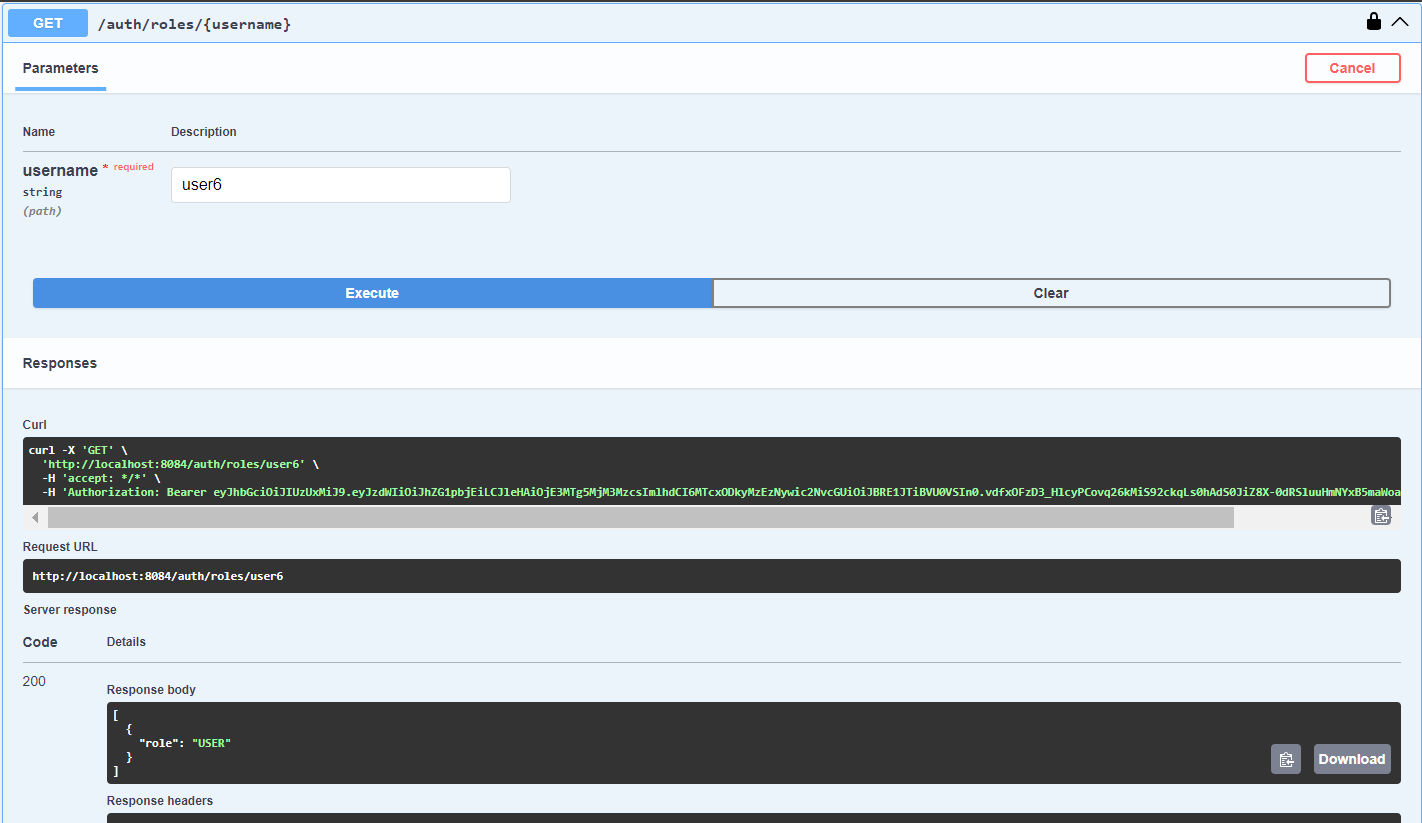 GET /auth/roles/{username}
Parameters
Cancel
Name Description
username * required
string
(path)
user6
Execute Clear
Responses
Curl
curl -X 'GET' \
'http://localhost:8084/auth/roles/user6' \
-H 'accept: */*' \
-H 'Authorization: Bearer eyJhbGciOiJIUzUxMiJ9.eyJzdWIiOiJhZG1pbjEiLCJleHAiOjE3MTg5MjM3MzcsImlhdCI6MTcxODkyMzEzNywic2NvcGUiOiJBRE1JTiBVU0VSIn0.vdfxOFzD3_HlcyPCovq26kMiS92ckqLs0hAdS0JiZ8X-0dRSluuHmNYxB5maWoa
Request URL
http://localhost:8084/auth/roles/user6
Server response
Code Details
200
Response body
[
{
"role": "USER"
}
]
Download
Response headers